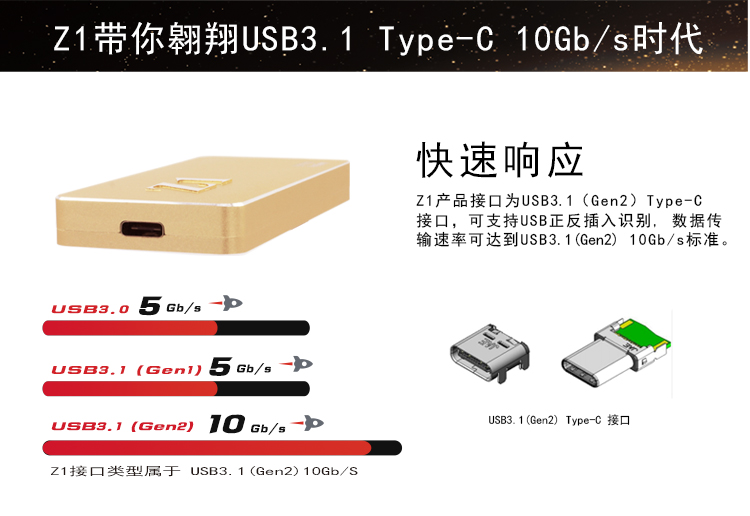 Z1带你翱翔USB3.1 Type-C 10Gb/s时代
快速响应
Z1产品接口为USB3.1（Gen2）Type-C
接口，可支持USB正反插入识别，数据传
输速率可达到USB3.1(Gen2) 10Gb/s标准。
USB3.0 5 Gb/s
USB3.1 (Gen1) 5 Gb/s
USB3.1 (Gen2) 10 Gb/s
Z1接口类型属于 USB3.1(Gen2)10Gb/S
USB3.1(Gen2) Type-C 接口